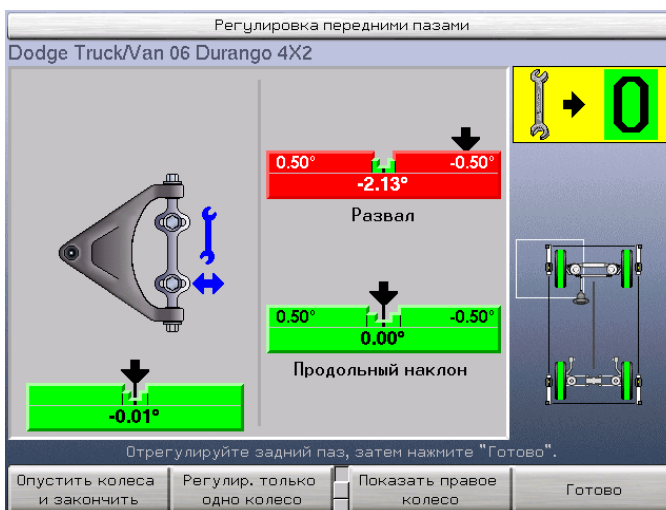 Регулировка передними пазами
Dodge Truck/Van 06 Durango 4X2
0
0.50° -0.50°
-2.13°
Развал
0.50° -0.50°
0.00°
Продольный наклон
-0.01°
Отрегулируйте задний паз, затем нажмите "Готово".
Опустить колеса
и закончить
Регулир. только
одно колесо
Показать правое
колесо
Готово